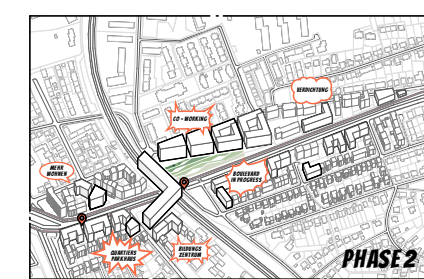 CO - WORKING
VERDICHTUNG
MEHR
WOHNEN
BOULEVARD
IN PROGRESS
QUARTIERS
PARKHAUS
BILDUNGS
ZENTRUM
PHASE 2